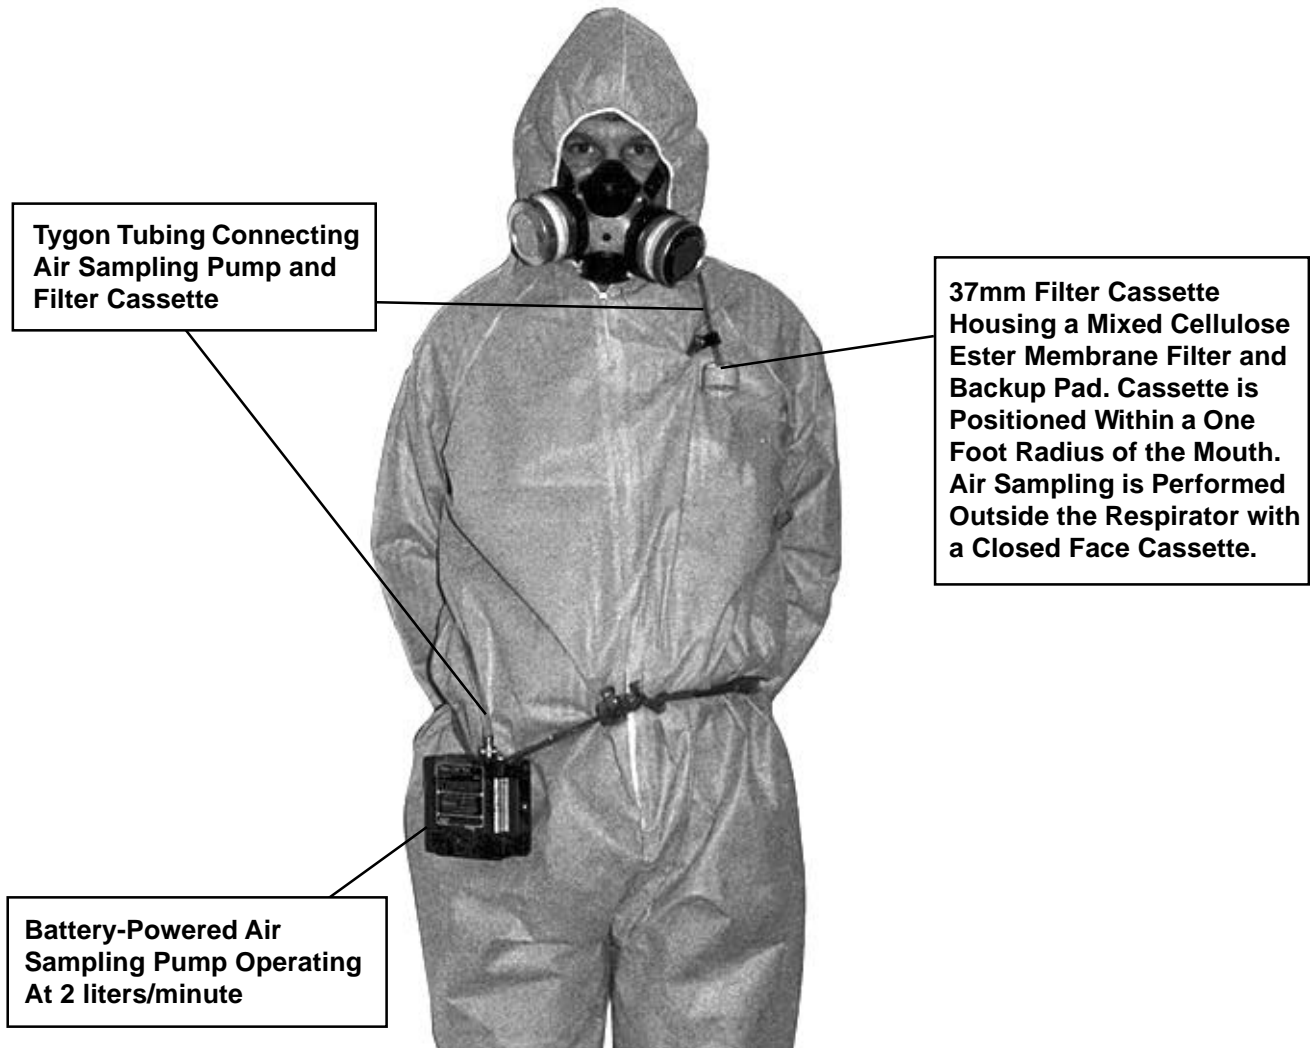 Tygon Tubing Connecting
Air Sampling Pump and
Filter Cassette
37mm Filter Cassette
Housing a Mixed Cellulose
Ester Membrane Filter and
Backup Pad. Cassette is
Positioned Within a One
Foot Radius of the Mouth.
Air Sampling is Performed
Outside the Respirator with
a Closed Face Cassette.
Battery-Powered Air
Sampling Pump Operating
At 2 liters/minute